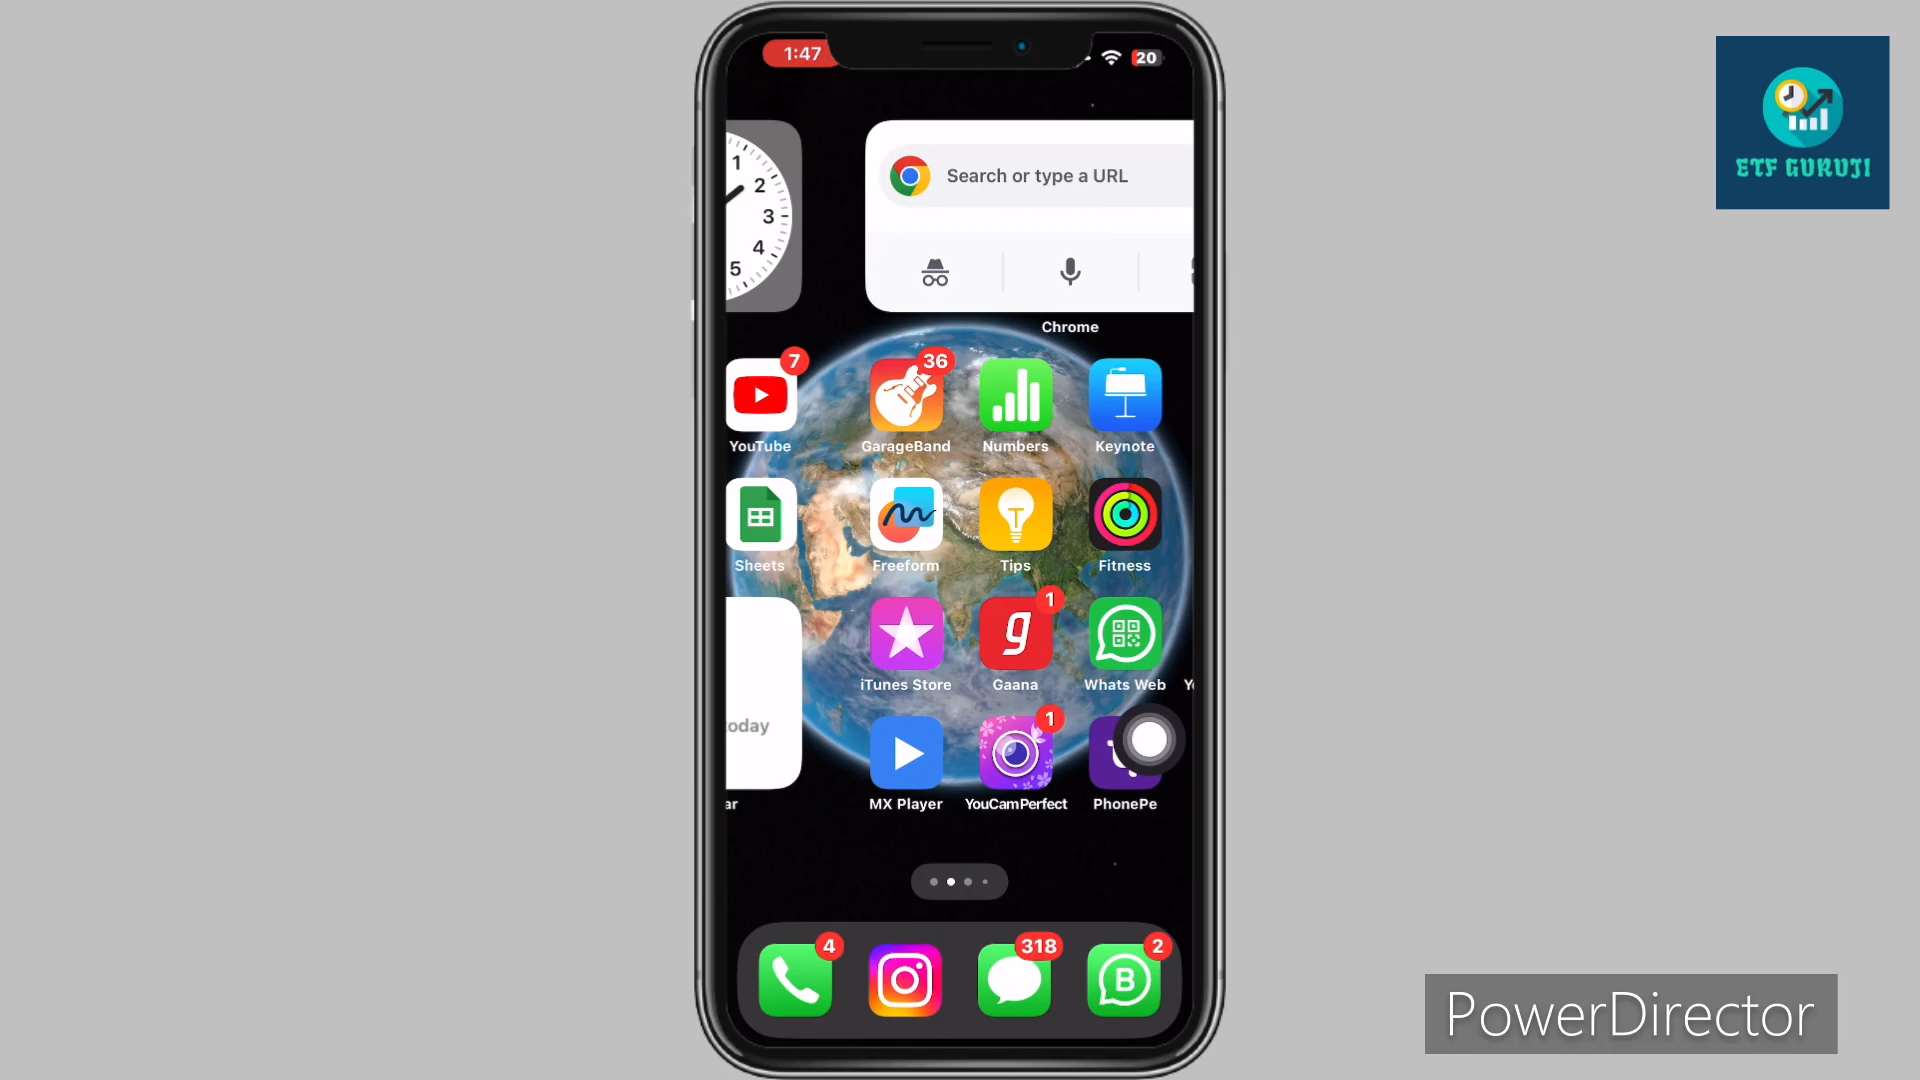 1:47
20
1
2
3
4
5
Search or type a URL
Chrome
ETF GURUJI
7
36
YouTube
GarageBand
Numbers
Keynote
T
Sheets
Freeform
Tips
Fitness
1
g
iTunes Store
Gaana
Whats Web
oday
1
ar
MX Player
YouCamPerfect
PhonePe
4
318
2
B
PowerDirector